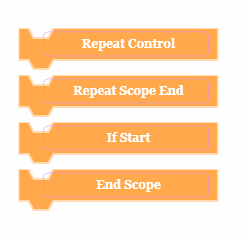 Repeat Control
Repeat Scope End
If Start
End Scope